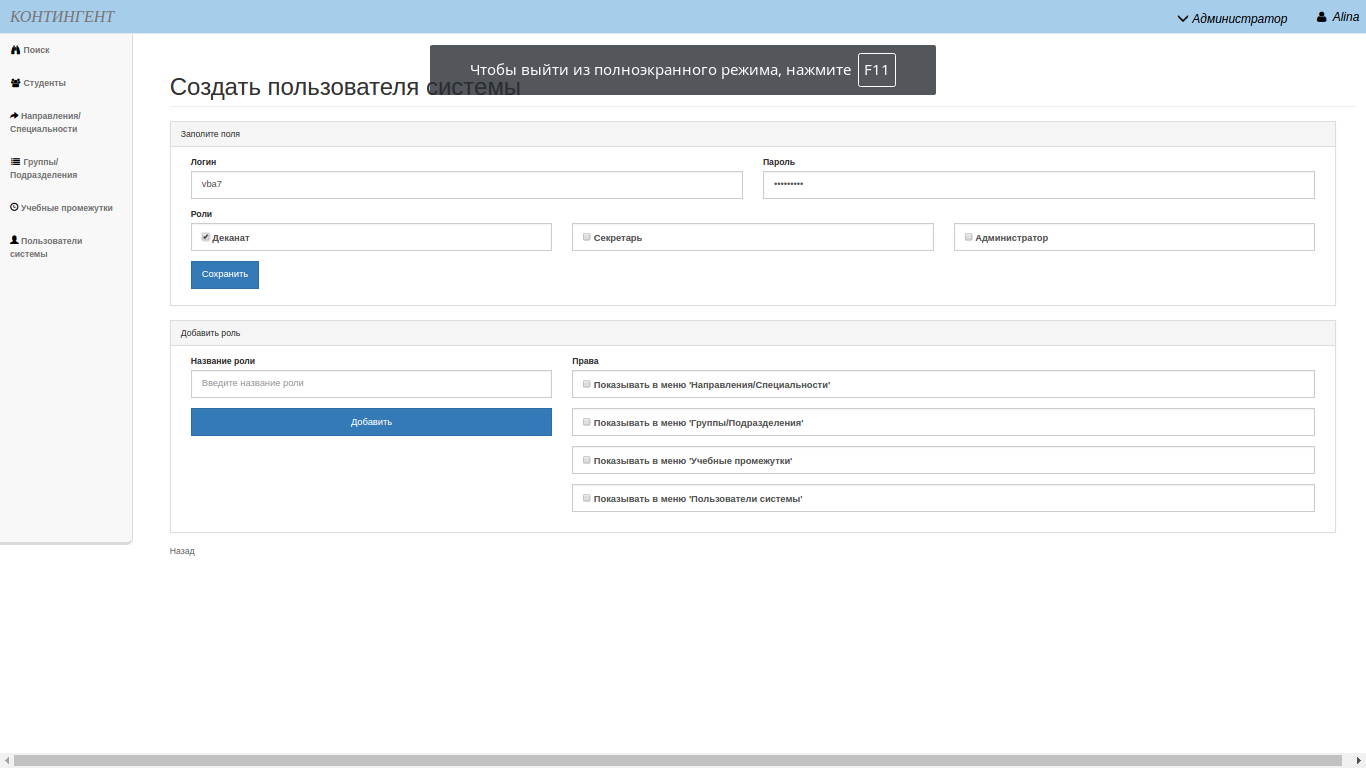 КОНТИНГЕНТ
Администратор
Alina
Поиск
Студенты
Направления/
Специальности
Группы/
Подразделения
Учебные промежутки
Пользователи
системы
Чтобы выйти из полноэкранного режима, нажмите F11
Создать пользователя системы
Заполите поля
Логин
Пароль
vba7
•••••••••
Роли
Деканат
Секретарь
Администратор
Сохранить
Добавить роль
Название роли
Права
Введите название роли
Показывать в меню 'Направления/Специальности'
Добавить
Показывать в меню 'Группы/Подразделения'
Показывать в меню 'Учебные промежутки'
Показывать в меню 'Пользователи системы'
Назад